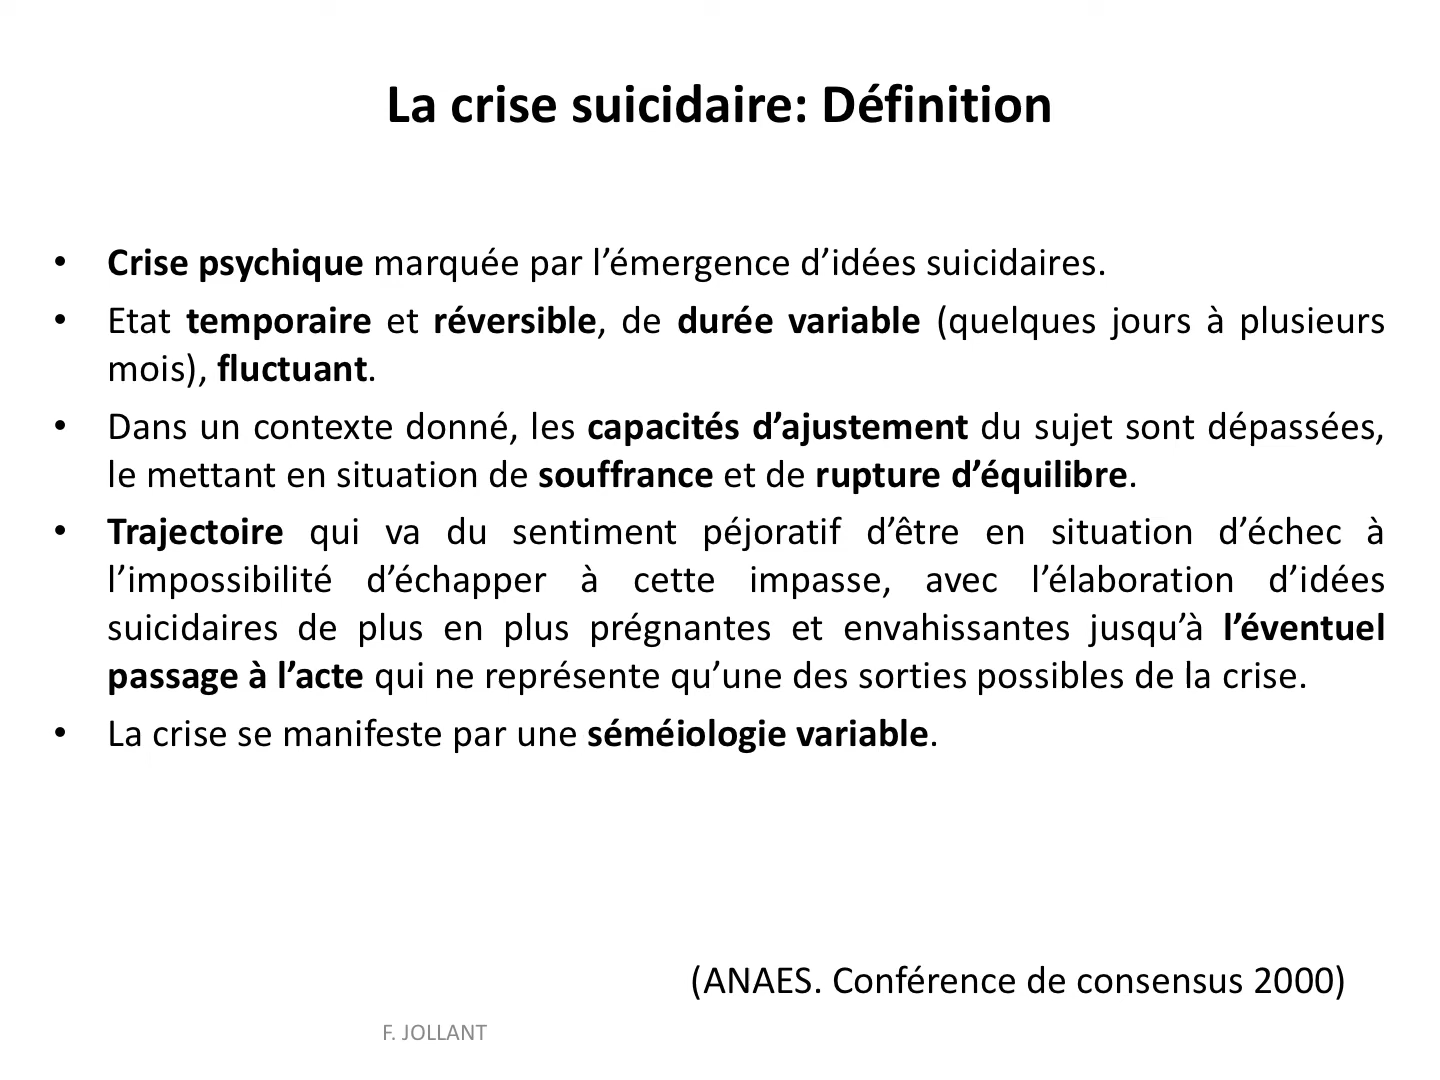 La crise suicidaire: Définition
• Crise psychique marquée par l’émergence d’idées suicidaires.
• Etat temporaire et réversible, de durée variable (quelques jours à plusieurs
mois), fluctuant.
• Dans un contexte donné, les capacités d’ajustement du sujet sont dépassées,
le mettant en situation de souffrance et de rupture d’équilibre.
• Trajectoire qui va du sentiment péjoratif d’être en situation d’échec à
l’impossibilité d’échapper à cette impasse, avec l’élaboration d’idées
suicidaires de plus en plus prégnantes et envahissantes jusqu’à l’éventuel
passage à l’acte qui ne représente qu’une des sorties possibles de la crise.
• La crise se manifeste par une séméiologie variable.
(ANAES. Conférence de consensus 2000)
F. JOLLANT